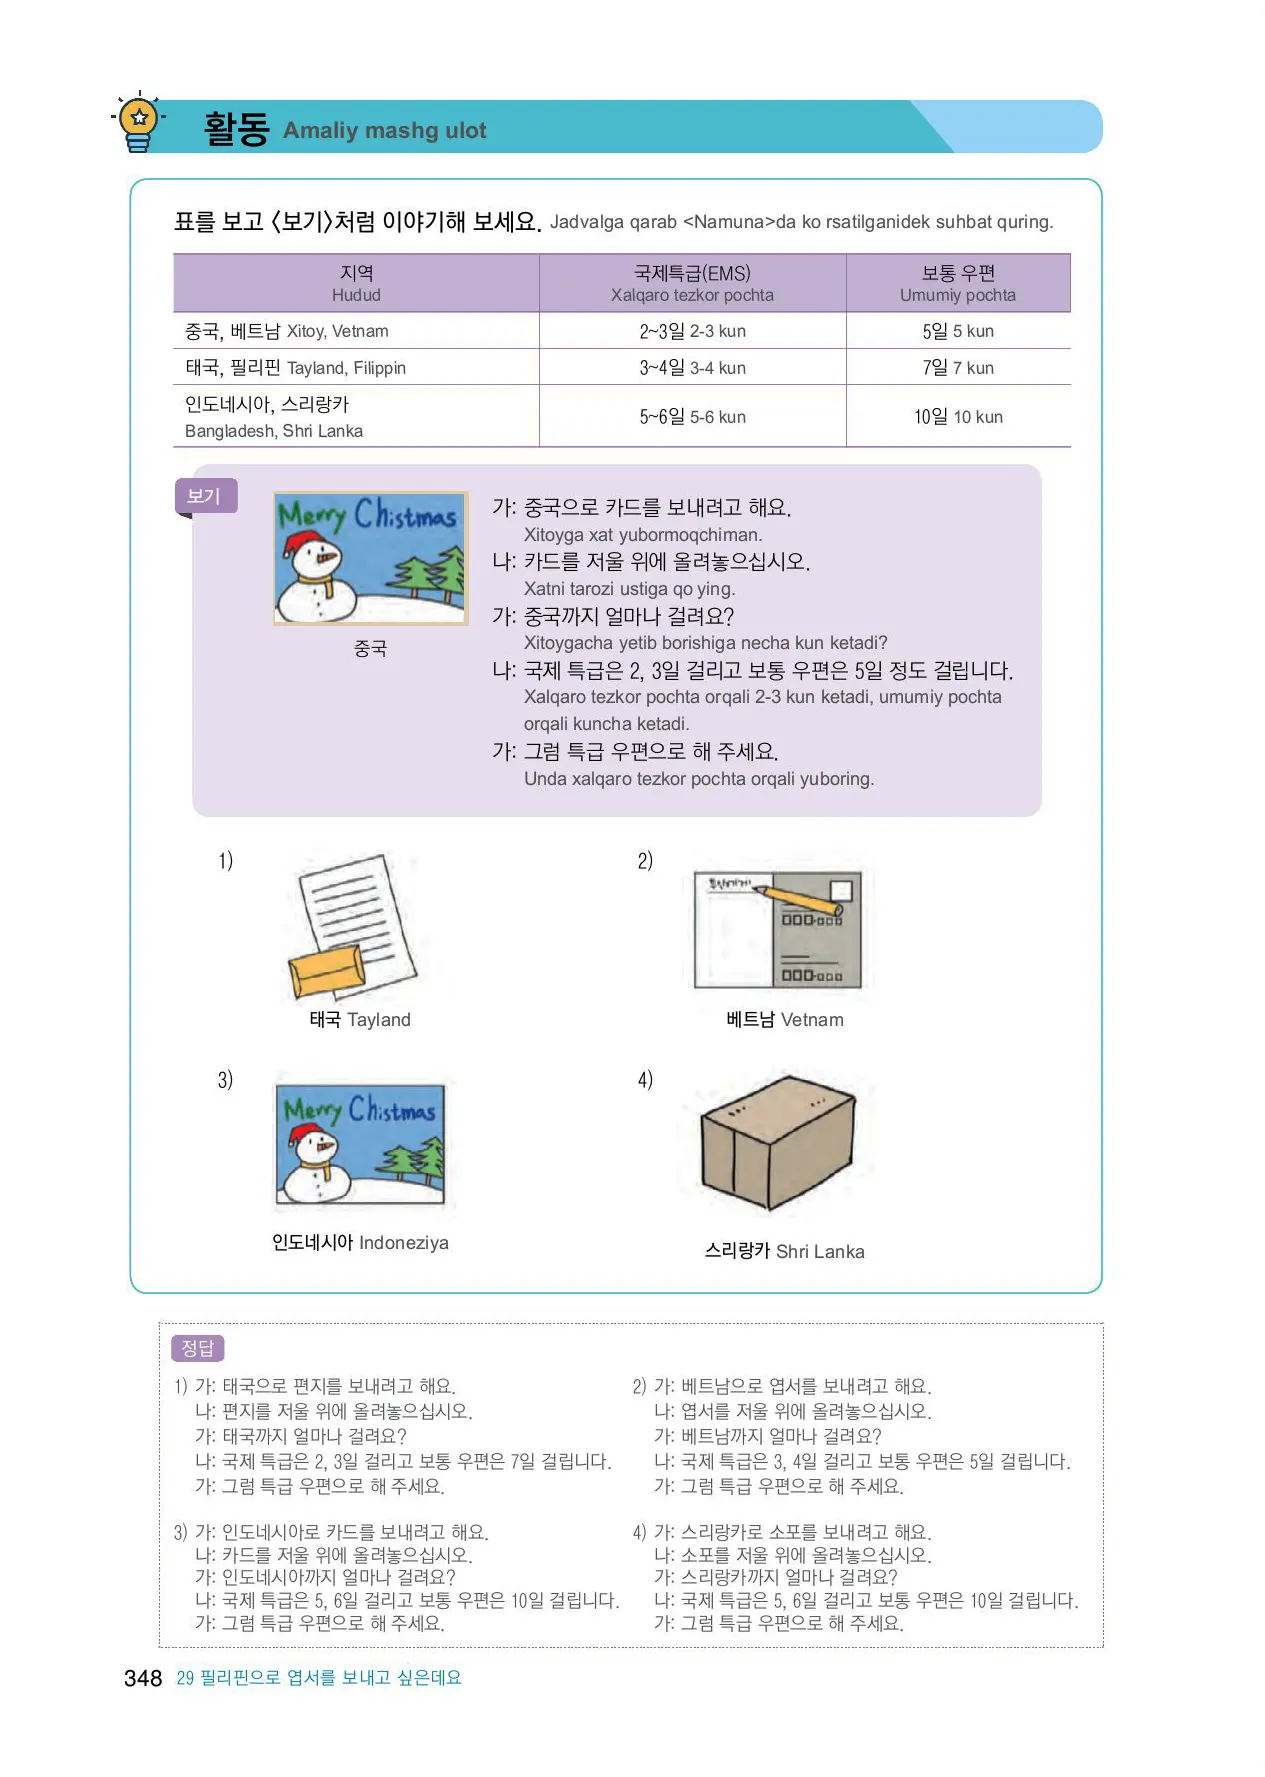 활동 Amaliy mashg ulot
표를 보고 <보기>처럼 이야기해 보세요. Jadvalga qarab <Namuna>da ko rsatilganidek suhbat quring.
지역 국제특급(EMS) 보통 우편
Hudud Xalqaro tezkor pochta Umumiy pochta
중국, 베트남 Xitoy, Vetnam 2~3일 2-3 kun 5일 5 kun
태국, 필리핀 Tayland, Filippin 3~4일 3-4 kun 7일 7 kun
인도네시아, 스리랑카
Bangladesh, Shri Lanka 5~6일 5-6 kun 10일 10 kun
보기
Merry Chistmas
중국
가: 중국으로 카드를 보내려고 해요.
Xitoyga xat yubormoqchiman.
나: 카드를 저울 위에 올려놓으십시오.
Xatni tarozi ustiga qo ying.
가: 중국까지 얼마나 걸려요?
Xitoygacha yetib borishiga necha kun ketadi?
나: 국제 특급은 2, 3일 걸리고 보통 우편은 5일 정도 걸립니다.
Xalqaro tezkor pochta orqali 2-3 kun ketadi, umumiy pochta
orqali kuncha ketadi.
가: 그럼 특급 우편으로 해 주세요.
Unda xalqaro tezkor pochta orqali yuboring.
1)
태국 Tayland
2)
베트남 Vetnam
3)
Merry Chistmas
인도네시아 Indoneziya
4)
스리랑카 Shri Lanka
정답
1) 가: 태국으로 편지를 보내려고 해요.
나: 편지를 저울 위에 올려놓으십시오.
가: 태국까지 얼마나 걸려요?
나: 국제 특급은 2, 3일 걸리고 보통 우편은 7일 걸립니다.
가: 그럼 특급 우편으로 해 주세요.
2) 가: 베트남으로 엽서를 보내려고 해요.
나: 엽서를 저울 위에 올려놓으십시오.
가: 베트남까지 얼마나 걸려요?
나: 국제 특급은 3, 4일 걸리고 보통 우편은 5일 걸립니다.
가: 그럼 특급 우편으로 해 주세요.
3) 가: 인도네시아로 카드를 보내려고 해요.
나: 카드를 저울 위에 올려놓으십시오.
가: 인도네시아까지 얼마나 걸려요?
나: 국제 특급은 5, 6일 걸리고 보통 우편은 10일 걸립니다.
가: 그럼 특급 우편으로 해 주세요.
4) 가: 스리랑카로 소포를 보내려고 해요.
나: 소포를 저울 위에 올려놓으십시오.
가: 스리랑카까지 얼마나 걸려요?
나: 국제 특급은 5, 6일 걸리고 보통 우편은 10일 걸립니다.
가: 그럼 특급 우편으로 해 주세요.
348 29 필리핀으로 엽서를 보내고 싶은데요